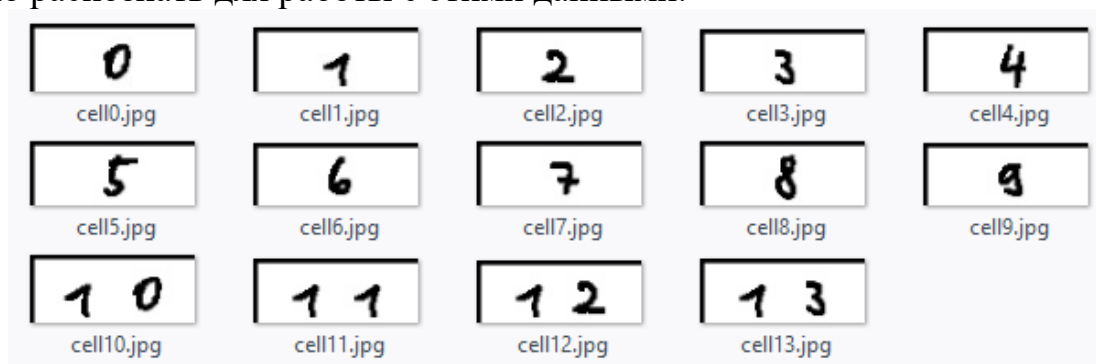 0 1 2 3 4
cell0.jpg cell1.jpg cell2.jpg cell3.jpg cell4.jpg
5 6 7 8 9
cell5.jpg cell6.jpg cell7.jpg cell8.jpg cell9.jpg
1 0 1 1 1 2 1 3
cell10.jpg cell11.jpg cell12.jpg cell13.jpg